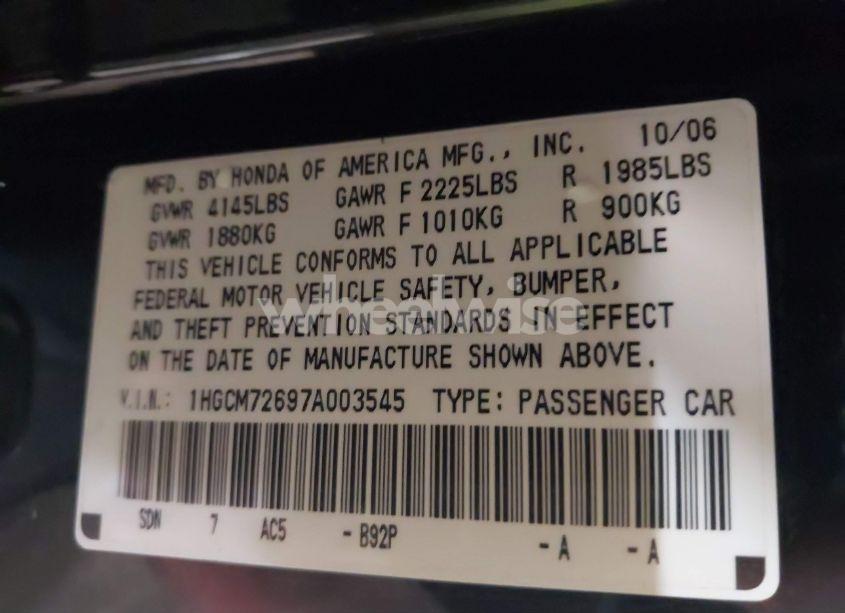 MFD. BY HONDA OF AMERICA MFG., INC. 10/06
GVWR 4145LBS GAWR F 2225LBS R 1985LBS
GVWR 1880KG GAWR F 1010KG R 900KG
THIS VEHICLE CONFORMS TO ALL APPLICABLE
FEDERAL MOTOR VEHICLE SAFETY, BUMPER,
AND THEFT PREVENTION STANDARDS IN EFFECT
ON THE DATE OF MANUFACTURE SHOWN ABOVE.
V.I.N.: 1HGCM72697A003545 TYPE: PASSENGER CAR
SDN 7 AC5 - B92P - A - A
wheelwise